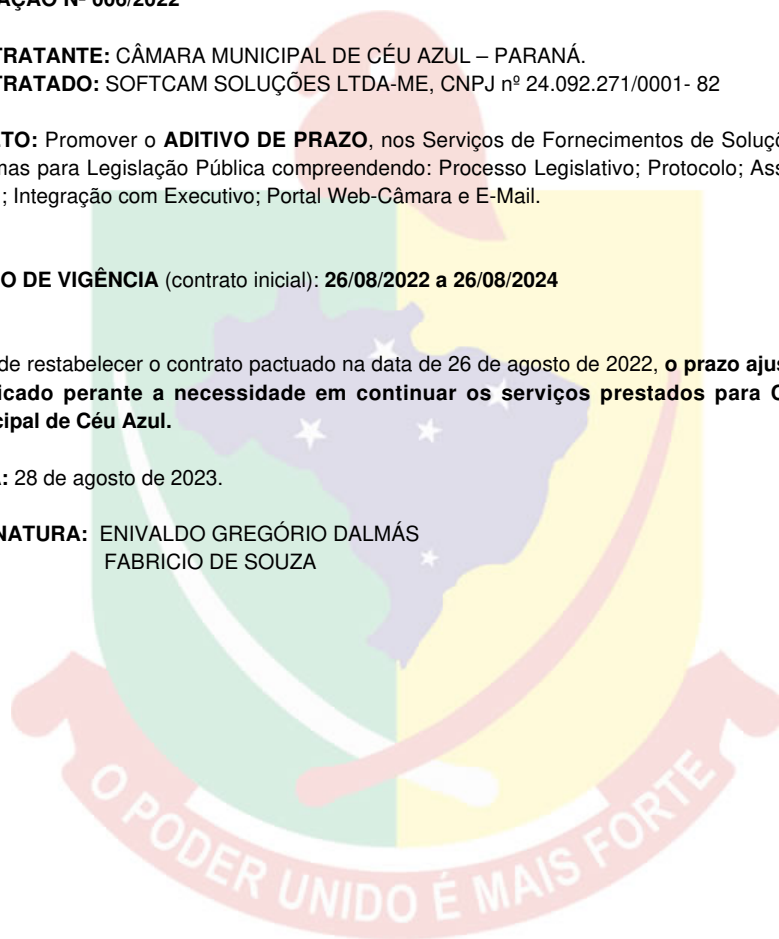 AÇÃO Nº 006/2022
TRATANTE: CÂMARA MUNICIPAL DE CÉU AZUL – PARANÁ.
TRATADO: SOFTCAM SOLUÇÕES LTDA-ME, CNPJ nº 24.092.271/0001- 82
TO: Promover o ADITIVO DE PRAZO, nos Serviços de Fornecimentos de Soluçõ
mas para Legislação Pública compreendendo: Processo Legislativo; Protocolo; Ass
; Integração com Executivo; Portal Web-Câmara e E-Mail.
O DE VIGÊNCIA (contrato inicial): 26/08/2022 a 26/08/2024
de restabelecer o contrato pactuado na data de 26 de agosto de 2022, o prazo ajus
icado perante a necessidade em continuar os serviços prestados para C
cipal de Céu Azul.
: 28 de agosto de 2023.
NATURA: ENIVALDO GREGÓRIO DALMÁS
FABRICIO DE SOUZA
O PODER UNIDO É MAIS FORTE